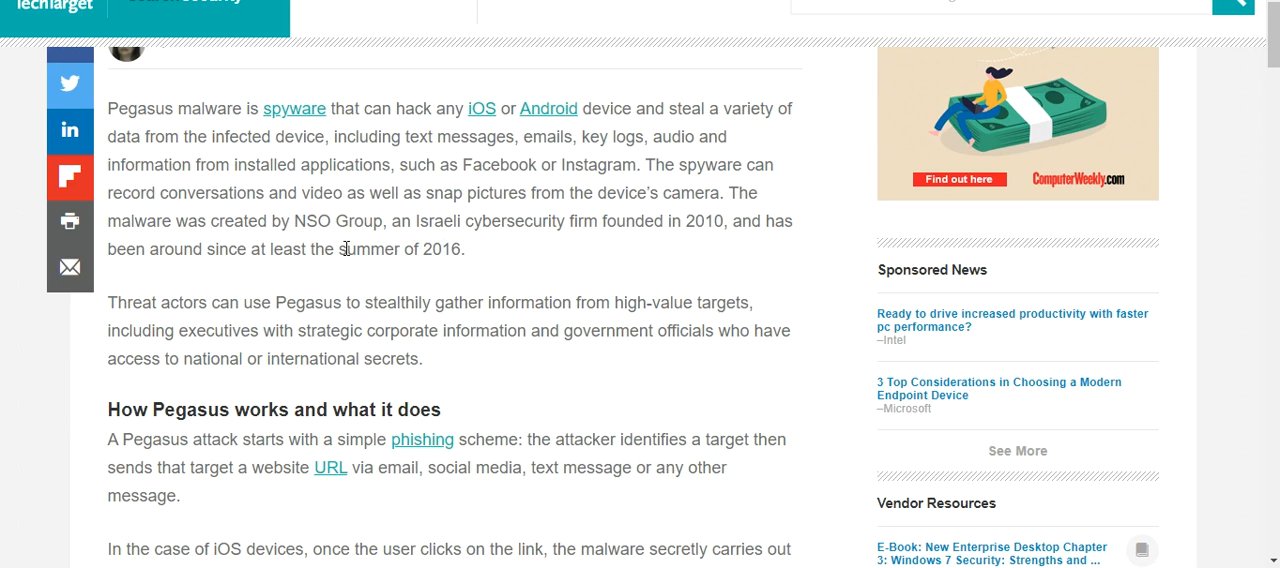 TechTarget
Pegasus malware is spyware that can hack any iOS or Android device and steal a variety of
data from the infected device, including text messages, emails, key logs, audio and
information from installed applications, such as Facebook or Instagram. The spyware can
record conversations and video as well as snap pictures from the device's camera. The
malware was created by NSO Group, an Israeli cybersecurity firm founded in 2010, and has
been around since at least the summer of 2016.
Threat actors can use Pegasus to stealthily gather information from high-value targets,
including executives with strategic corporate information and government officials who have
access to national or international secrets.
How Pegasus works and what it does
A Pegasus attack starts with a simple phishing scheme: the attacker identifies a target then
sends that target a website URL via email, social media, text message or any other
message.
In the case of iOS devices, once the user clicks on the link, the malware secretly carries out
in
Find out here
ComputerWeekly.com
Sponsored News
Ready to drive increased productivity with faster
pc performance?
–Intel
3 Top Considerations in Choosing a Modern
Endpoint Device
–Microsoft
See More
Vendor Resources
E-Book: New Enterprise Desktop Chapter
3: Windows 7 Security: Strengths and ...